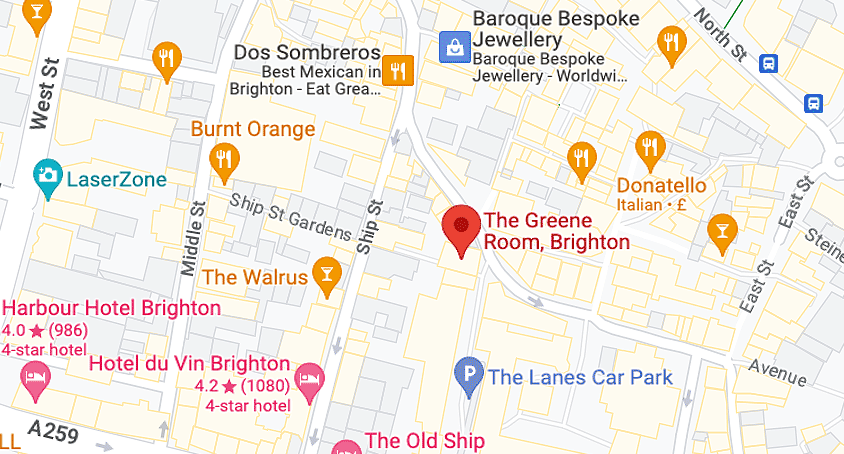 North St
Baroque Bespoke
Jewellery
Baroque Bespoke
Jewellery - Worldwi...
Dos Sombreros
Best Mexican in
Brighton - Eat Grea...
West St
Burnt Orange
LaserZone
Donatello
Italian • £
East St
Ship St Gardens
Ship St
Middle St
The Greene
Room, Brighton
Steine
East St
The Walrus
Harbour Hotel Brighton
4.0 ★ (986)
4-star hotel
Hotel du Vin Brighton
4.2 ★ (1080)
4-star hotel
P
The Lanes Car Park
Avenue
A259
LL
The Old Ship